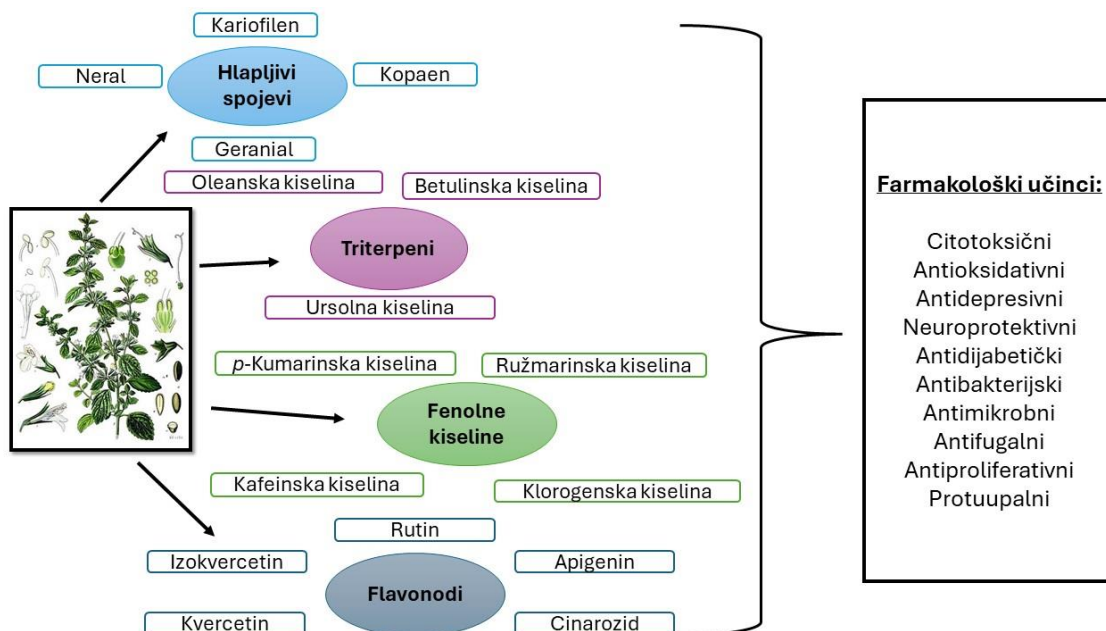 Kariofilen
Neral
Hlapljivi
spojevi
Kopaen
Geranial
Oleanska kiselina
Betulinska kiselina
Triterpeni
Ursolna kiselina
p-Kumarinska kiselina
Ružmarinska kiselina
Fenolne
kiseline
Kafeinska kiselina
Klorogenska kiselina
Rutin
Izokvercetin
Apigenin
Flavonodi
Kvercetin
Cinarozid
Farmakološki učinci:
Citotoksični
Antioksidativni
Antidepresivni
Neuroprotektivni
Antidijabetički
Antibakterijski
Antimikrobni
Antifugalni
Antiproliferativni
Protuupalni